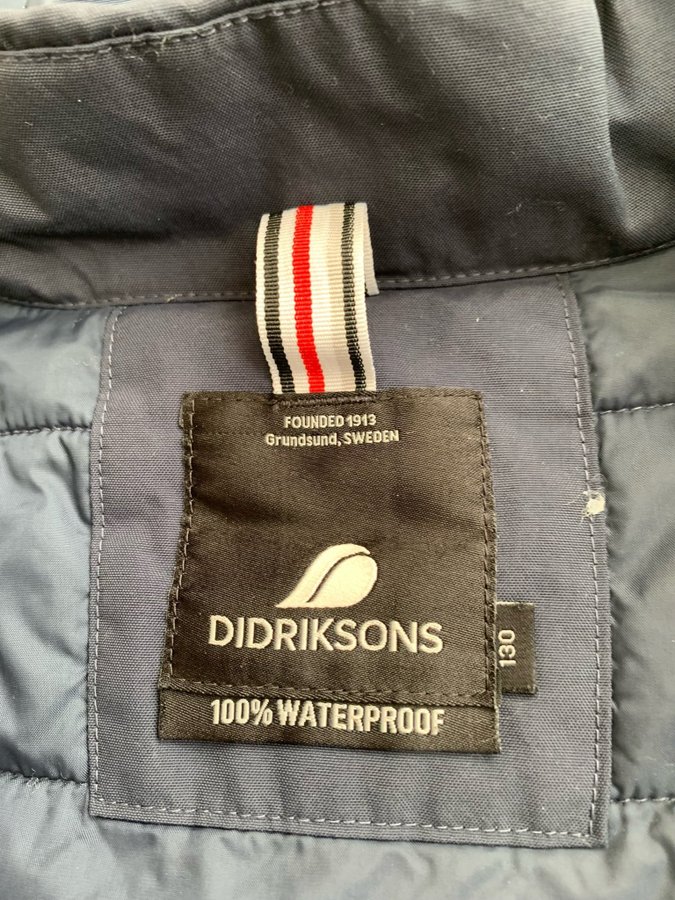 FOUNDED 1913
Grundsund, SWEDEN
DIDRIKSONS
130
100% WATERPROOF